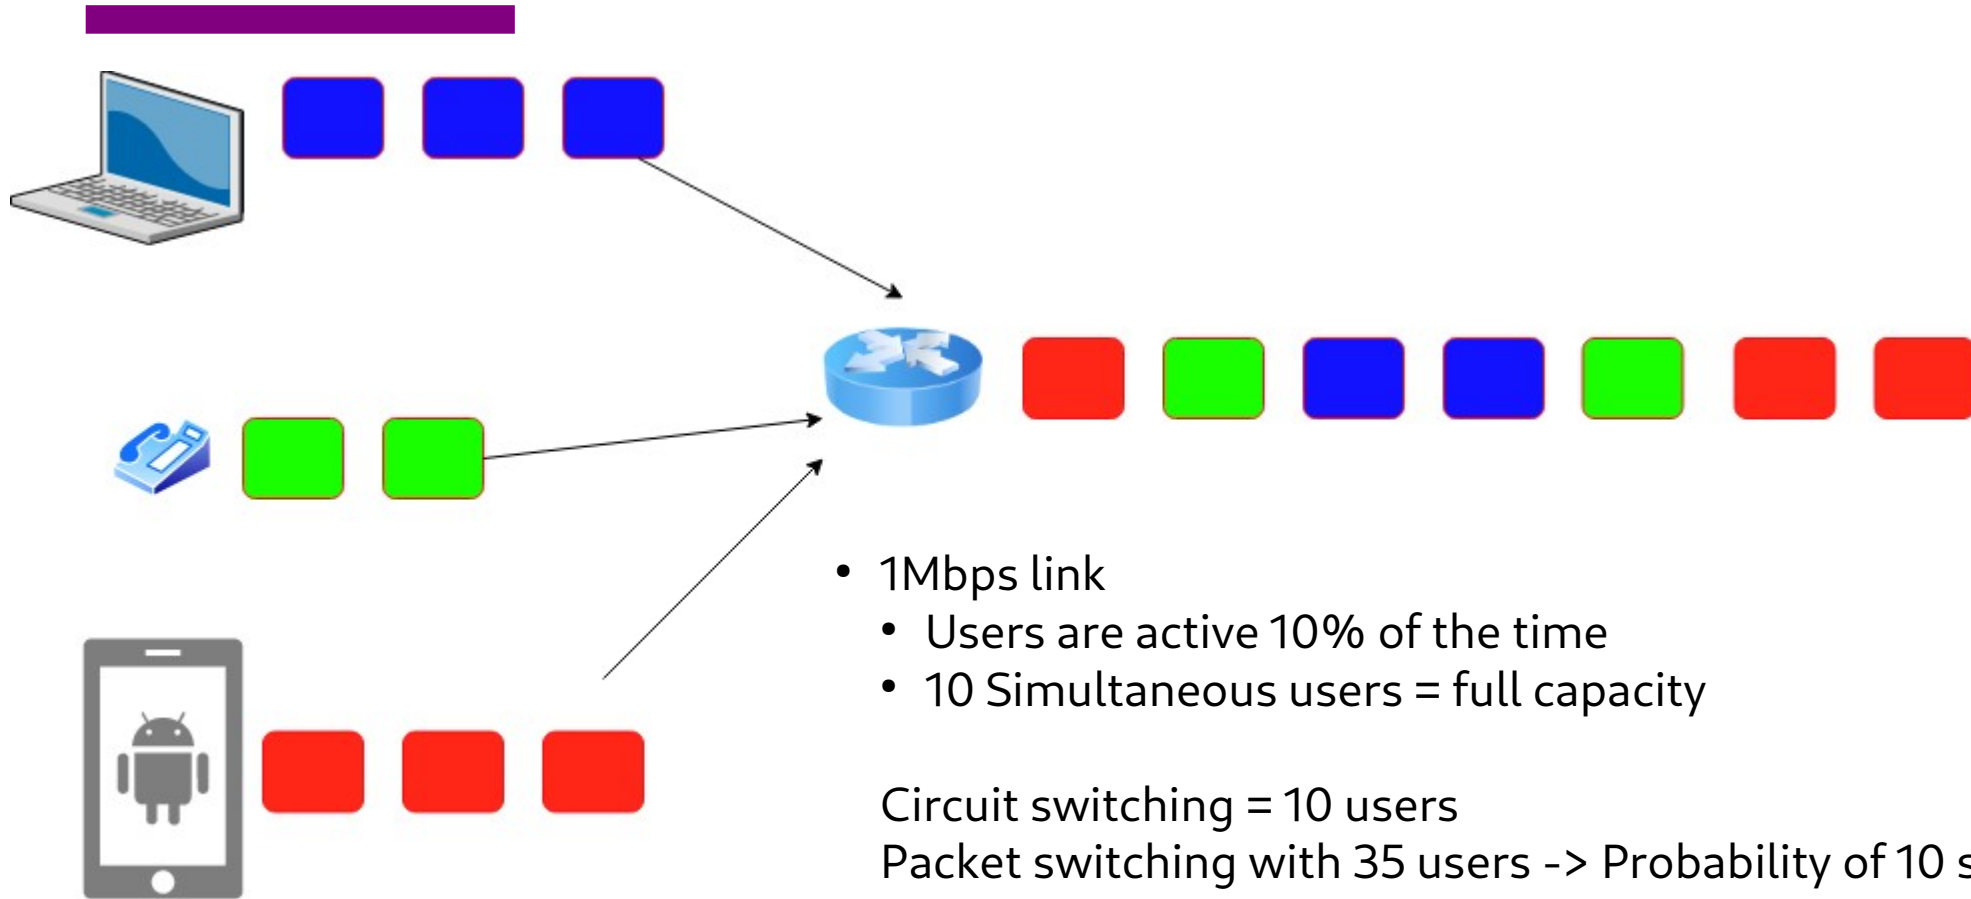 • 1Mbps link
• Users are active 10% of the time
• 10 Simultaneous users = full capacity
Circuit switching = 10 users
Packet switching with 35 users -> Probability of 10 s